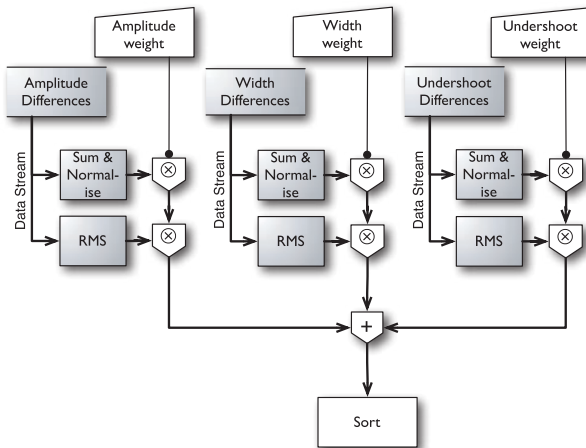 Amplitude
weight
Width
weight
Undershoot
weight
Amplitude
Differences
Width
Differences
Undershoot
Differences
Data Stream
Sum &
Normal-
ise
⊗
Data Stream
Sum &
Normal-
ise
⊗
Data Stream
Sum &
Normal-
ise
⊗
RMS
⊗
RMS
⊗
RMS
⊗
+
Sort